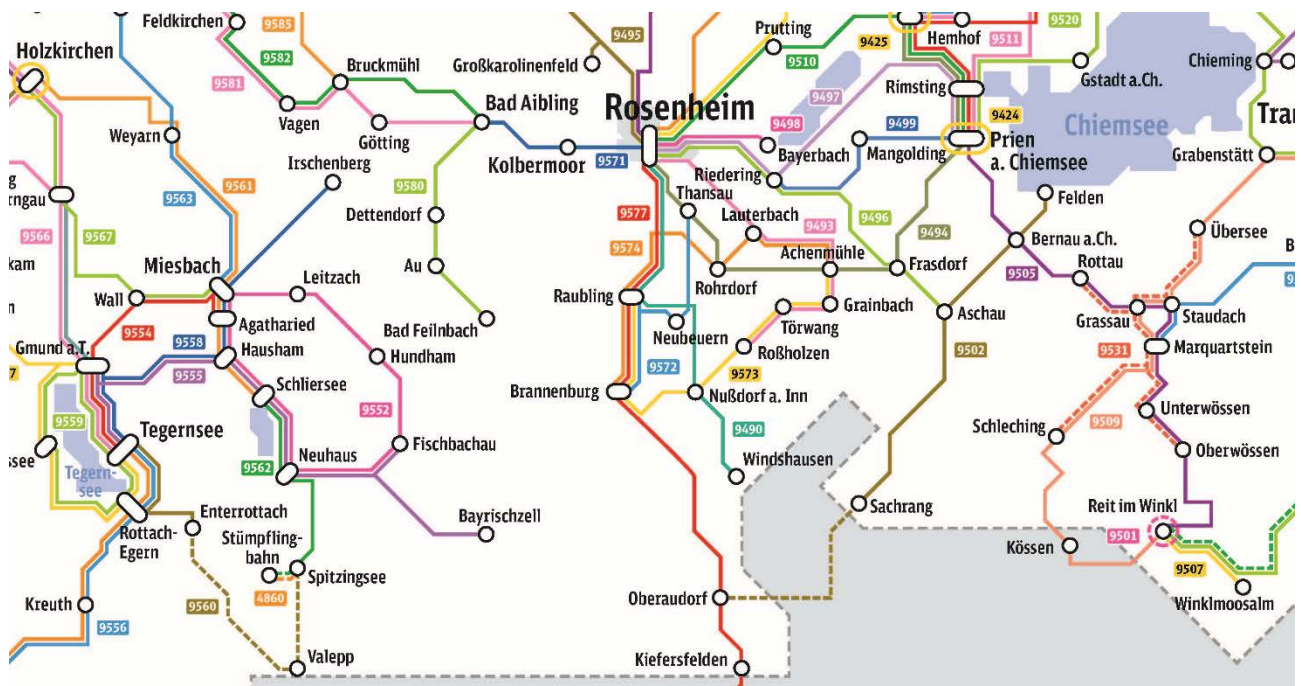 Feldkirchen
9585
9495
Prutting
9425
Hemhof
9520
Holzkirchen
9582
Bruckmühl
Großkarolinenfeld
9510
9511
Chieming
9581
Bad Aibling
Rosenheim
Rimsting
Gstadt a.Ch.
Vagen
9497
Weyarn
Götting
9498
9499
9424
Chiemsee
Irschenberg
Kolbermoor
9571
Bayerbach
Mangolding
Prien
a. Chiemsee
Grabenstätt
9561
9580
Riedering
Thansau
Felden
9563
Dettendorf
9577
Lauterbach
9493
9496
9566
9567
9574
9494
Bernau a.Ch.
Übersee
Achenmühle
Miesbach
Leitzach
Au
Frasdorf
9505
Rottau
Wall
Raubling
Rohrdorf
Grainbach
Agatharied
Bad Feilnbach
Törwang
Aschau
Grassau
Staudach
Gmund a.T.
9554
9558
Hausham
Hundham
Neubeuern
Roßholzen
9502
9531
Marquartstein
9555
9572
9573
Schliersee
Brannenburg
Nußdorf a. Inn
9552
Unterwössen
9559
9509
Tegernsee
9490
Schleching
Fischbachau
Oberwössen
9562
Neuhaus
Windshausen
Tegern-
see
Sachrang
Reit im Winkl
Enterrottach
Rottach-
Egern
Stümpfling-
bahn
Bayrischzell
9501
Kössen
9507
Spitzingsee
Winklmoosalm
4860
Kreuth
9560
Oberaudorf
9556
Valepp
Kiefersfelden